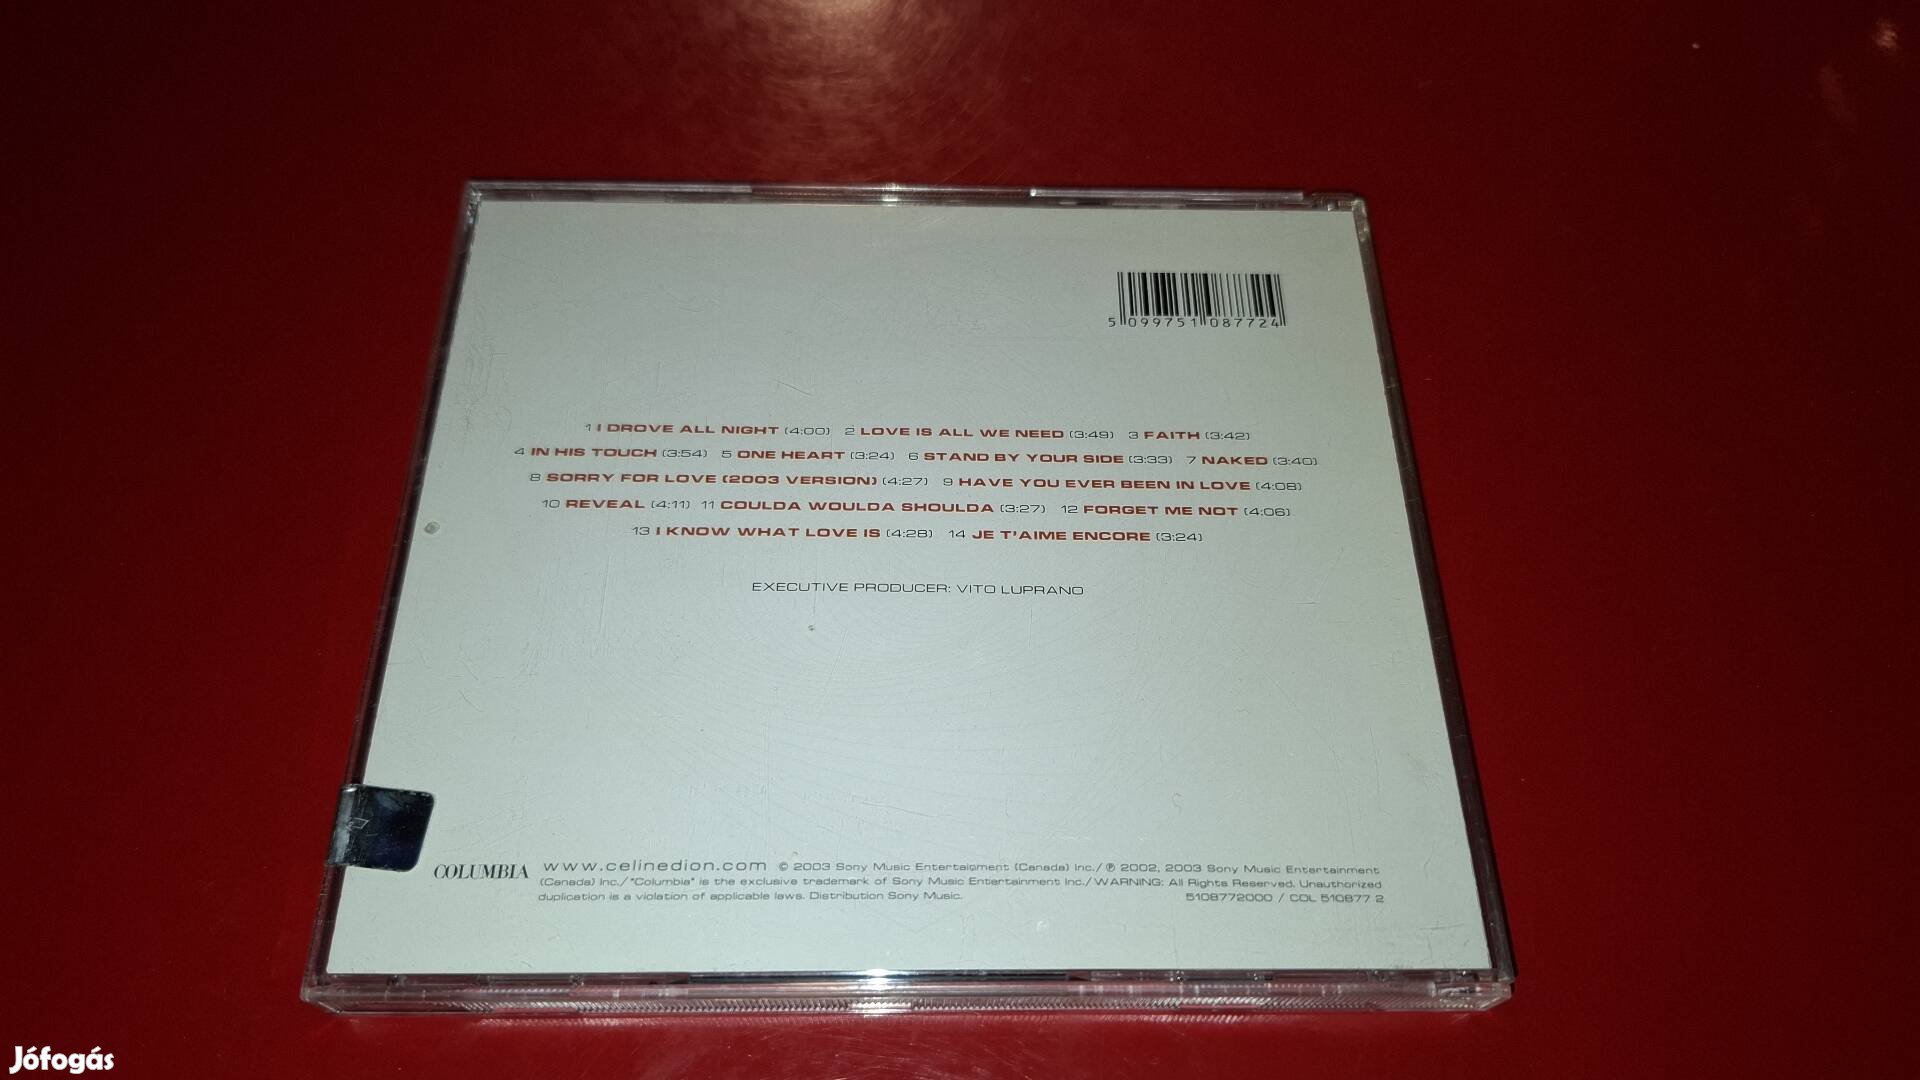 5 099751 087724
1 I DROVE ALL NIGHT (4:00) 2 LOVE IS ALL WE NEED (3:49) 3 FAITH (3:42)
4 IN HIS TOUCH (3:54) 5 ONE HEART (3:24) 6 STAND BY YOUR SIDE (3:33) 7 NAKED (3:40)
8 SORRY FOR LOVE (2003 VERSION) (4:27) 9 HAVE YOU EVER BEEN IN LOVE (4:08)
10 REVEAL (4:11) 11 COULDA WOULDA SHOULDA (3:27) 12 FORGET ME NOT (4:06)
13 I KNOW WHAT LOVE IS (4:28) 14 JE T'AIME ENCORE (3:24)
EXECUTIVE PRODUCER: VITO LUPRANO
COLUMBIA www.celinedion.com © 2003 Sony Music Entertainment (Canada) Inc./ ℗ 2002, 2003 Sony Music Entertainment
(Canada) Inc./"Columbia" is the exclusive trademark of Sony Music Entertainment Inc./WARNING: All Rights Reserved. Unauthorized
duplication is a violation of applicable laws. Distribution Sony Music. 5108772000 / COL 510877 2
Jófogás